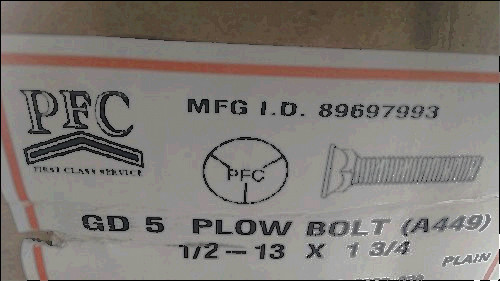 PFC
FIRST CLASS SERVICE
MFG I.D. 89697993
PFC
GD 5 PLOW BOLT (A449)
1/2-13 X 1 3/4
PLAIN